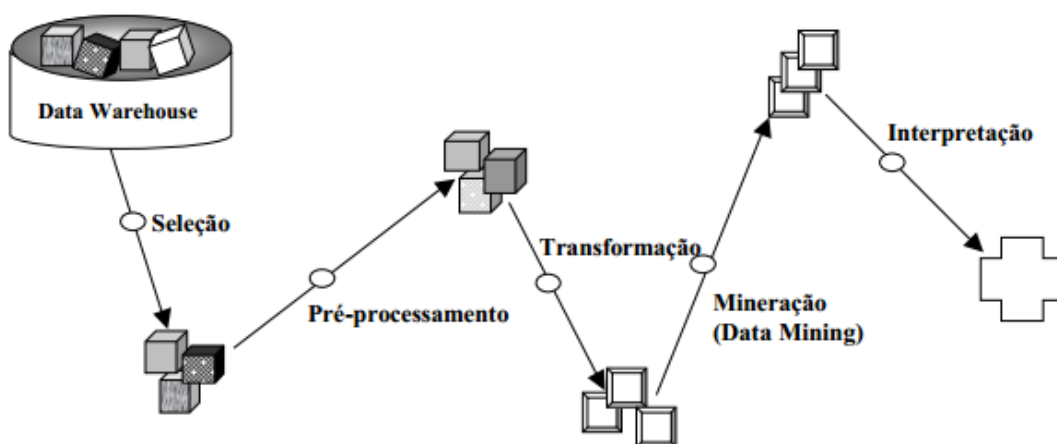 Data Warehouse
Seleção
Pré-processamento
Transformação
Mineração
(Data Mining)
Interpretação